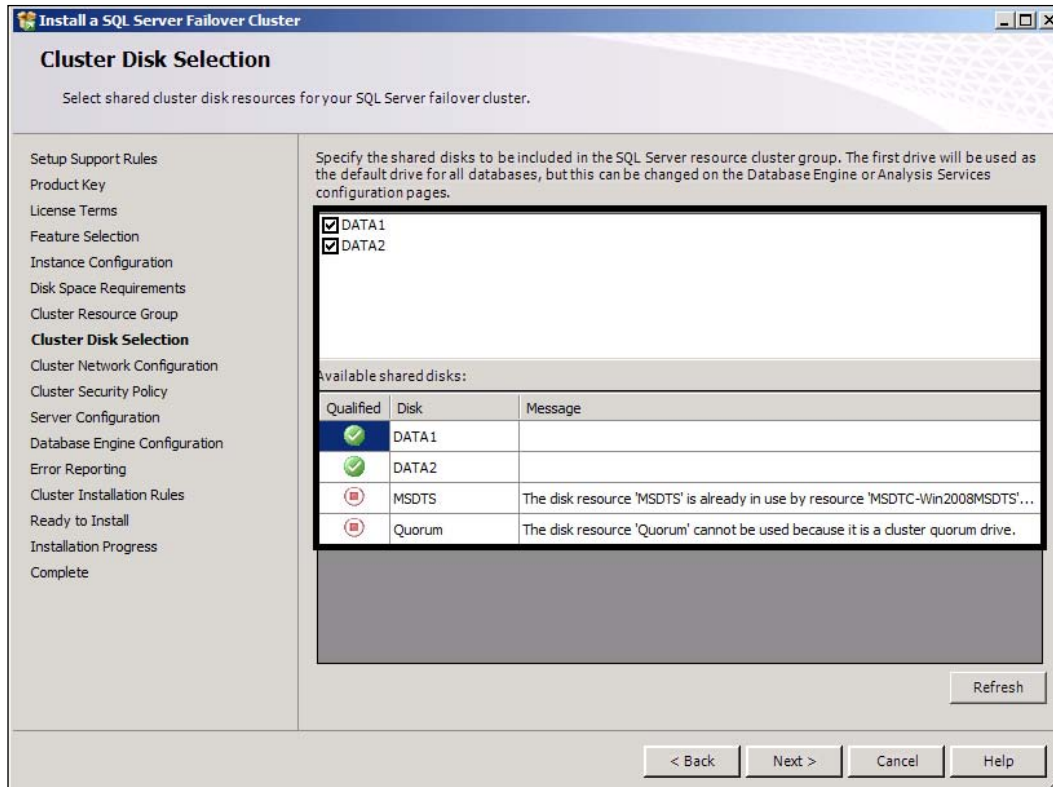 Install a SQL Server Failover Cluster
Cluster Disk Selection
Select shared cluster disk resources for your SQL Server failover cluster.
Setup Support Rules
Product Key
License Terms
Feature Selection
Instance Configuration
Disk Space Requirements
Cluster Resource Group
Cluster Disk Selection
Cluster Network Configuration
Cluster Security Policy
Server Configuration
Database Engine Configuration
Error Reporting
Cluster Installation Rules
Ready to Install
Installation Progress
Complete
Specify the shared disks to be included in the SQL Server resource cluster group. The first drive will be used as
the default drive for all databases, but this can be changed on the Database Engine or Analysis Services
configuration pages.
DATA1
DATA2
Available shared disks:
Qualified Disk Message
DATA1
DATA2
MSDTS The disk resource 'MSDTS' is already in use by resource 'MSDTC-Win2008MSDTS'...
Quorum The disk resource 'Quorum' cannot be used because it is a cluster quorum drive.
Refresh
< Back Next > Cancel Help